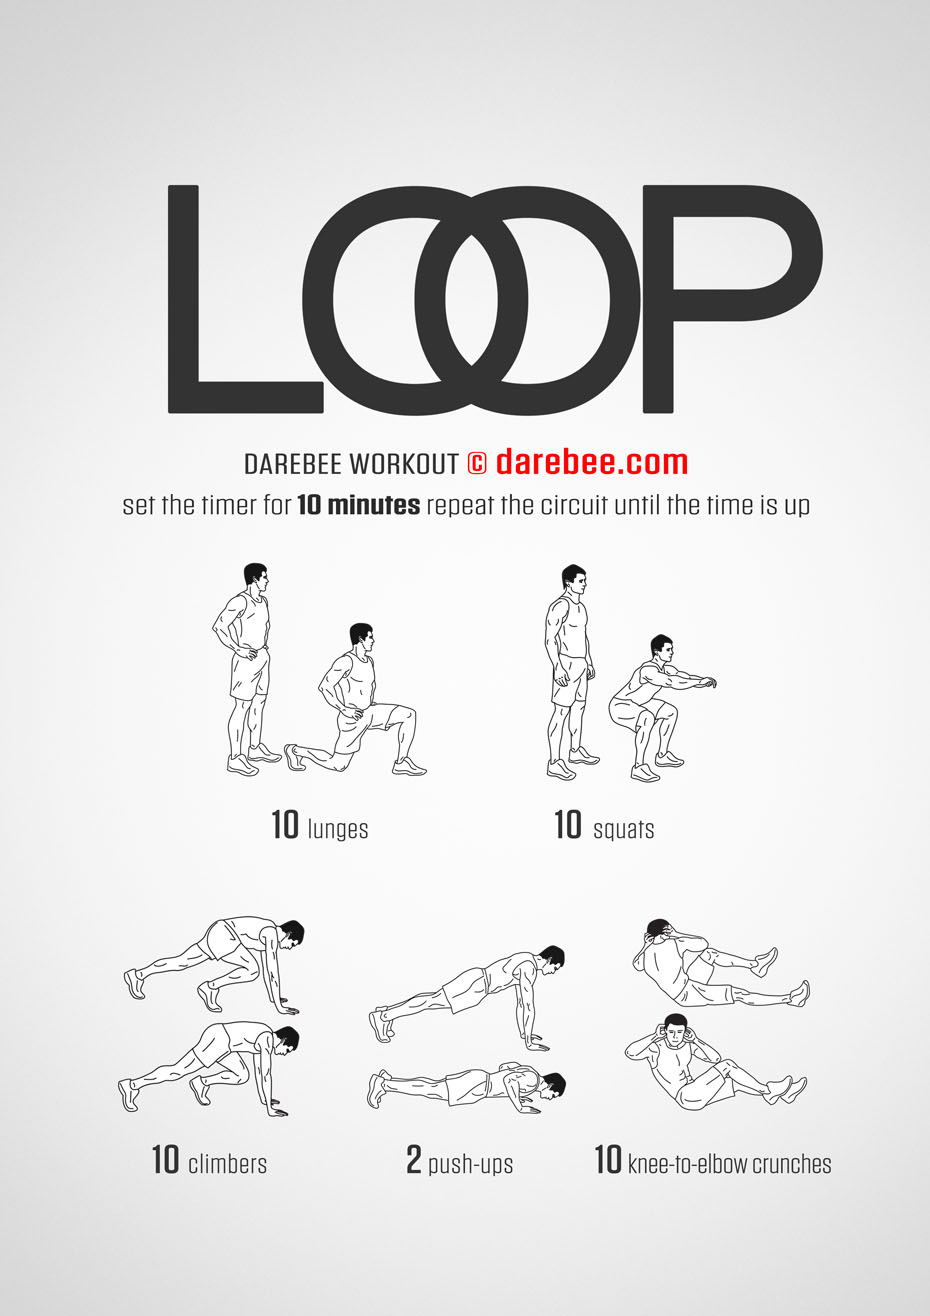 LOOP
DAREBEE WORKOUT © darebee.com
set the timer for 10 minutes repeat the circuit until the time is up
10 lunges
10 squats
10 climbers
2 push-ups
10 knee-to-elbow crunches